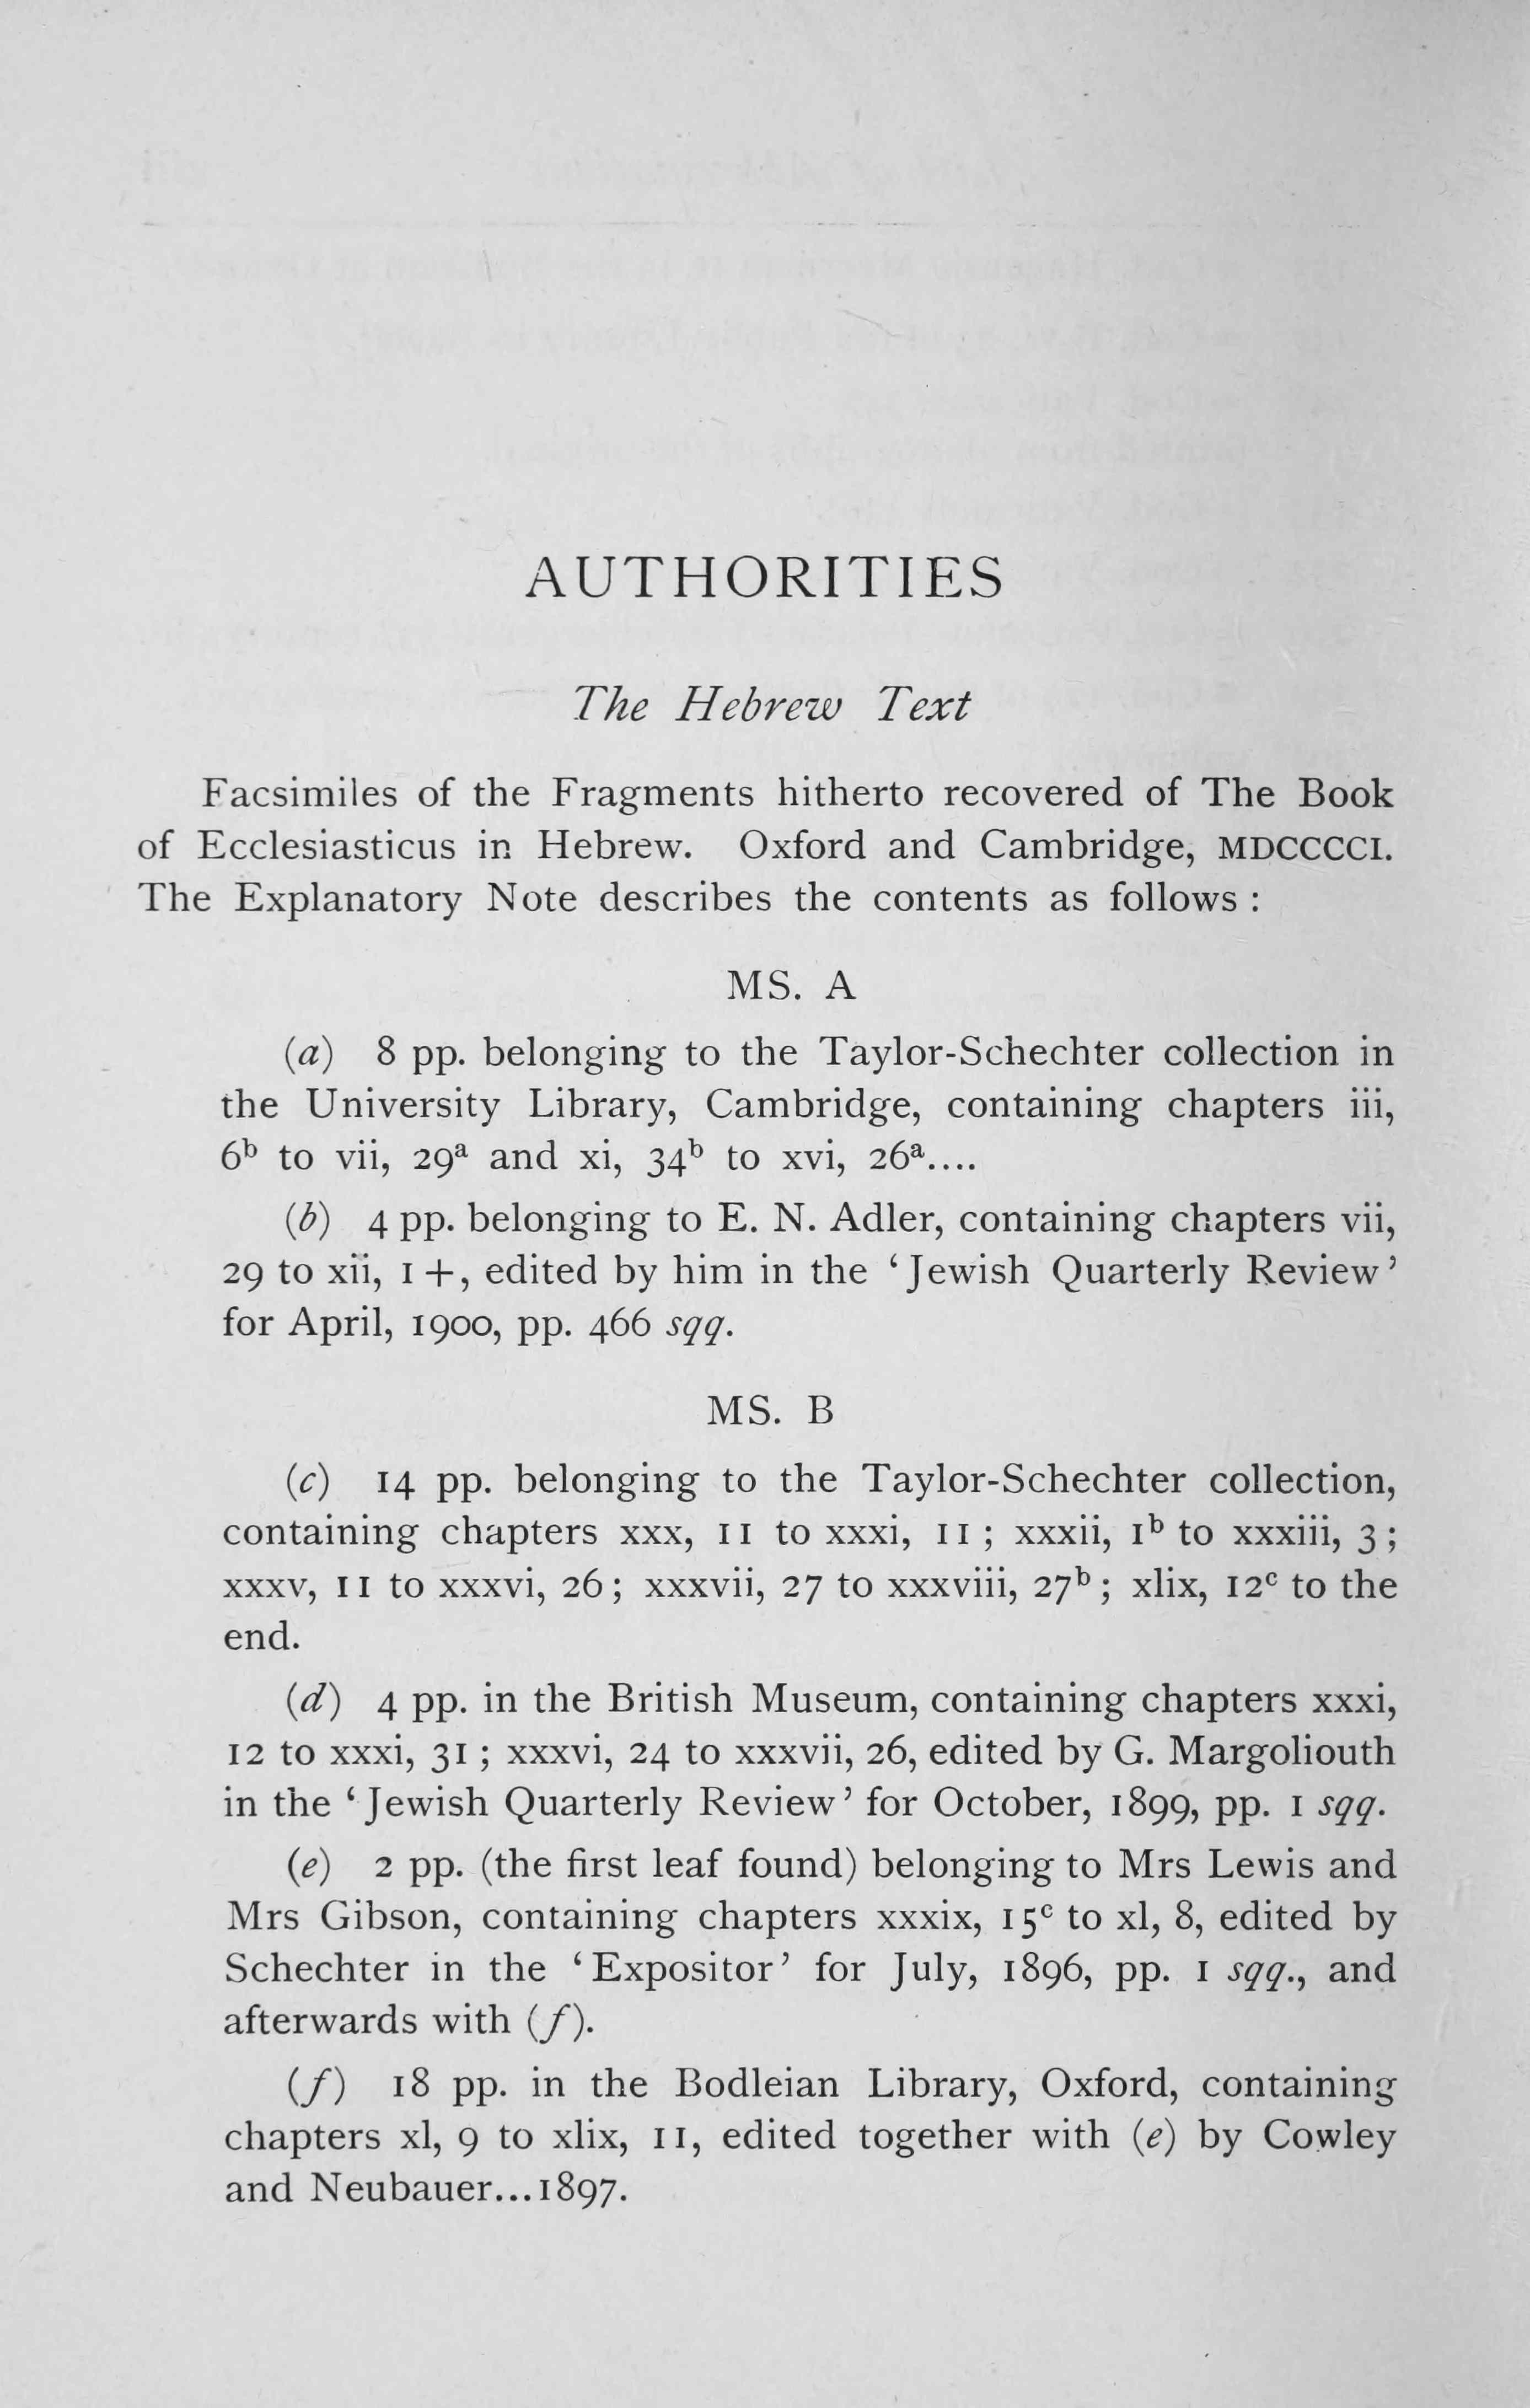 AUTHORITIES
The Hebrew Text
Facsimiles of the Fragments hitherto recovered of The Book
of Ecclesiasticus in Hebrew. Oxford and Cambridge, MDCCCCI.
The Explanatory Note describes the contents as follows :
MS. A
(a) 8 pp. belonging to the Taylor-Schechter collection in
the University Library, Cambridge, containing chapters iii,
6ᵇ to vii, 29ᵃ and xi, 34ᵇ to xvi, 26ᵃ....
(b) 4 pp. belonging to E. N. Adler, containing chapters vii,
29 to xii, 1 +, edited by him in the ‘Jewish Quarterly Review’
for April, 1900, pp. 466 sqq.
MS. B
(c) 14 pp. belonging to the Taylor-Schechter collection,
containing chapters xxx, 11 to xxxi, 11 ; xxxii, 1ᵇ to xxxiii, 3 ;
xxxv, 11 to xxxvi, 26 ; xxxvii, 27 to xxxviii, 27ᵇ ; xlix, 12ᶜ to the
end.
(d) 4 pp. in the British Museum, containing chapters xxxi,
12 to xxxi, 31 ; xxxvi, 24 to xxxvii, 26, edited by G. Margoliouth
in the ‘Jewish Quarterly Review’ for October, 1899, pp. 1 sqq.
(e) 2 pp. (the first leaf found) belonging to Mrs Lewis and
Mrs Gibson, containing chapters xxxix, 15ᶜ to xl, 8, edited by
Schechter in the ‘Expositor’ for July, 1896, pp. 1 sqq., and
afterwards with (f).
(f) 18 pp. in the Bodleian Library, Oxford, containing
chapters xl, 9 to xlix, 11, edited together with (e) by Cowley
and Neubauer...1897.